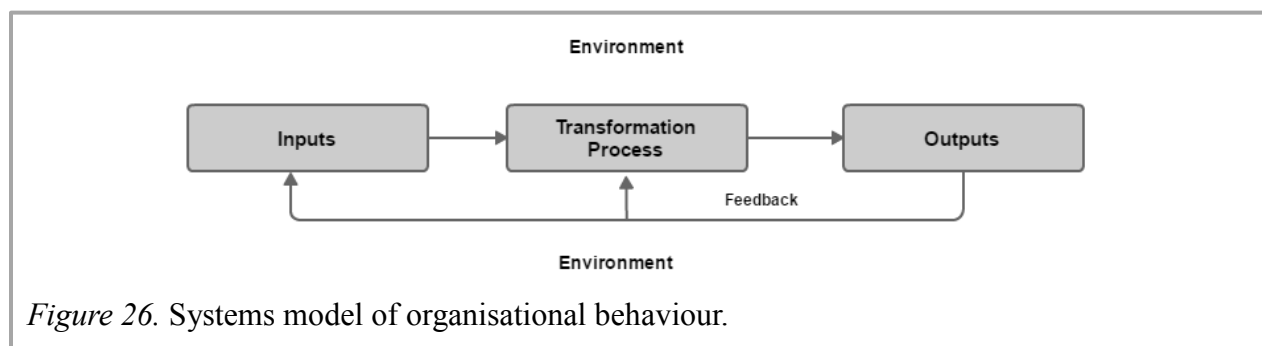 Environment
Inputs
Transformation
Process
Outputs
Feedback
Environment
Figure 26. Systems model of organisational behaviour.